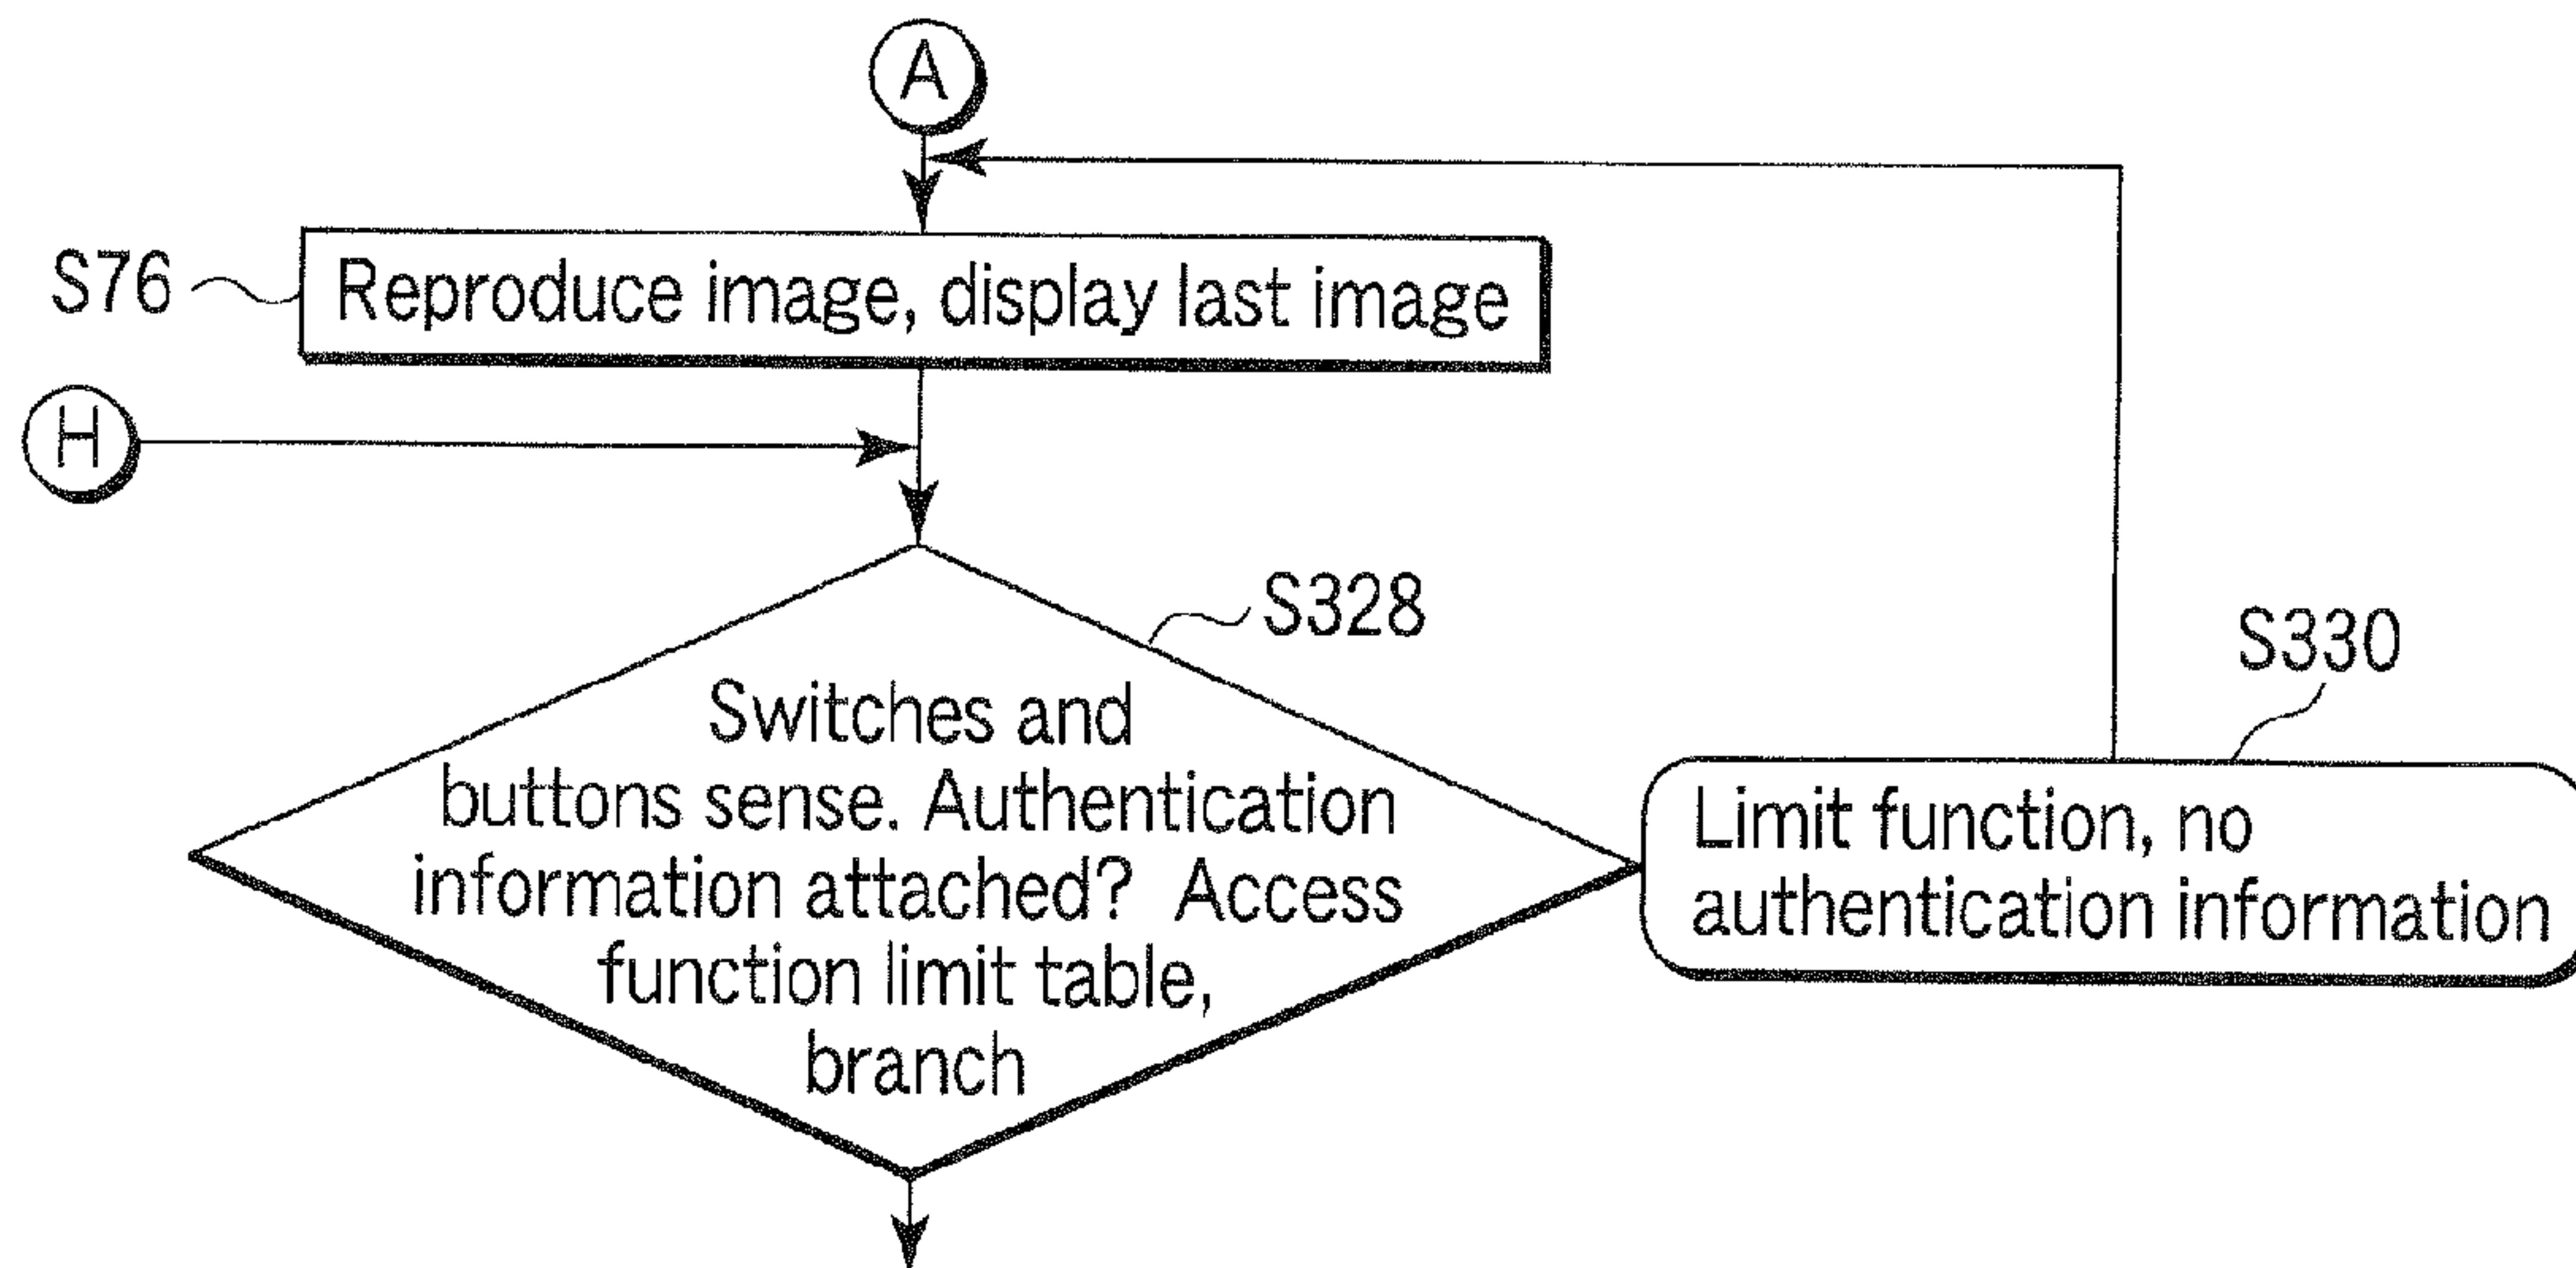 A
S76
Reproduce image, display last image
H
S328
Switches and
buttons sense. Authentication
information attached? Access
function limit table,
branch
S330
Limit function, no
authentication information